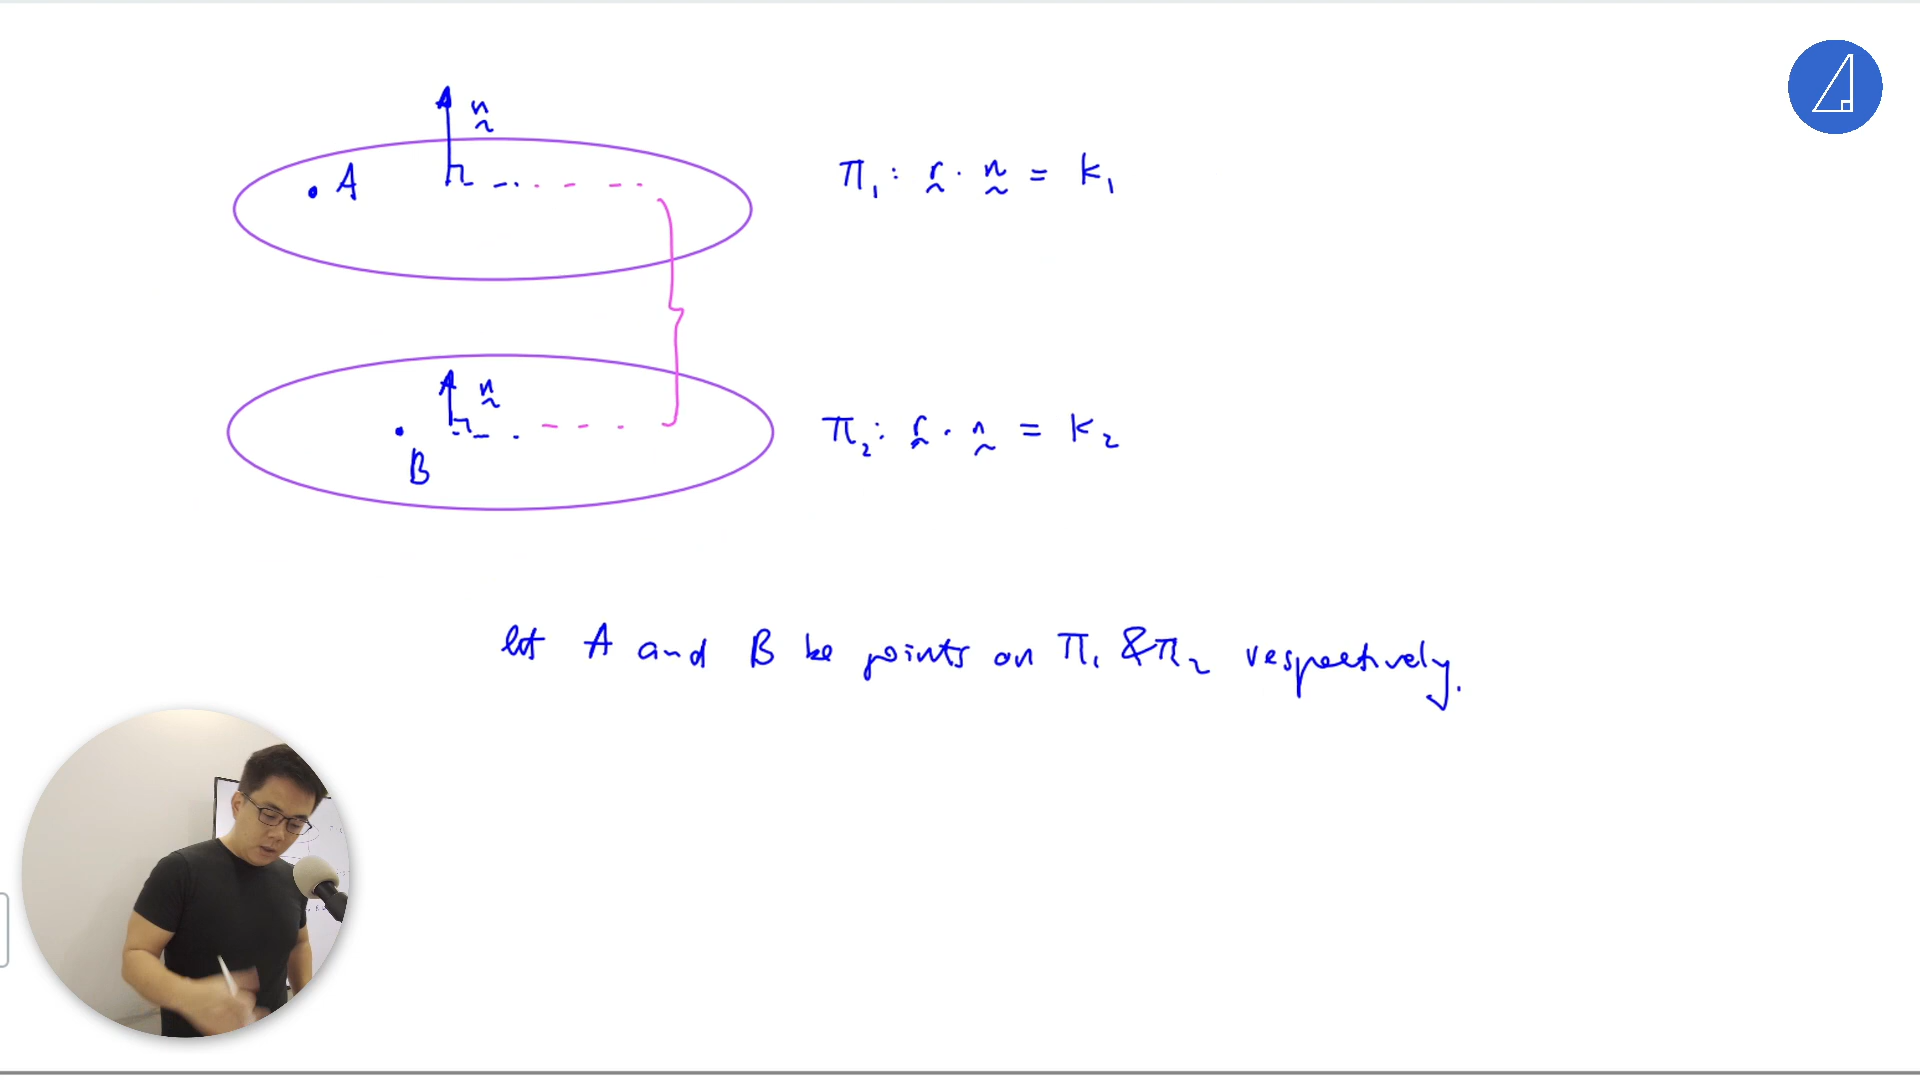 n
A
π₁: r · n = k₁
n
π₂: r · n = k₂
B
let A and B be points on π₁ & π₂ respectively.